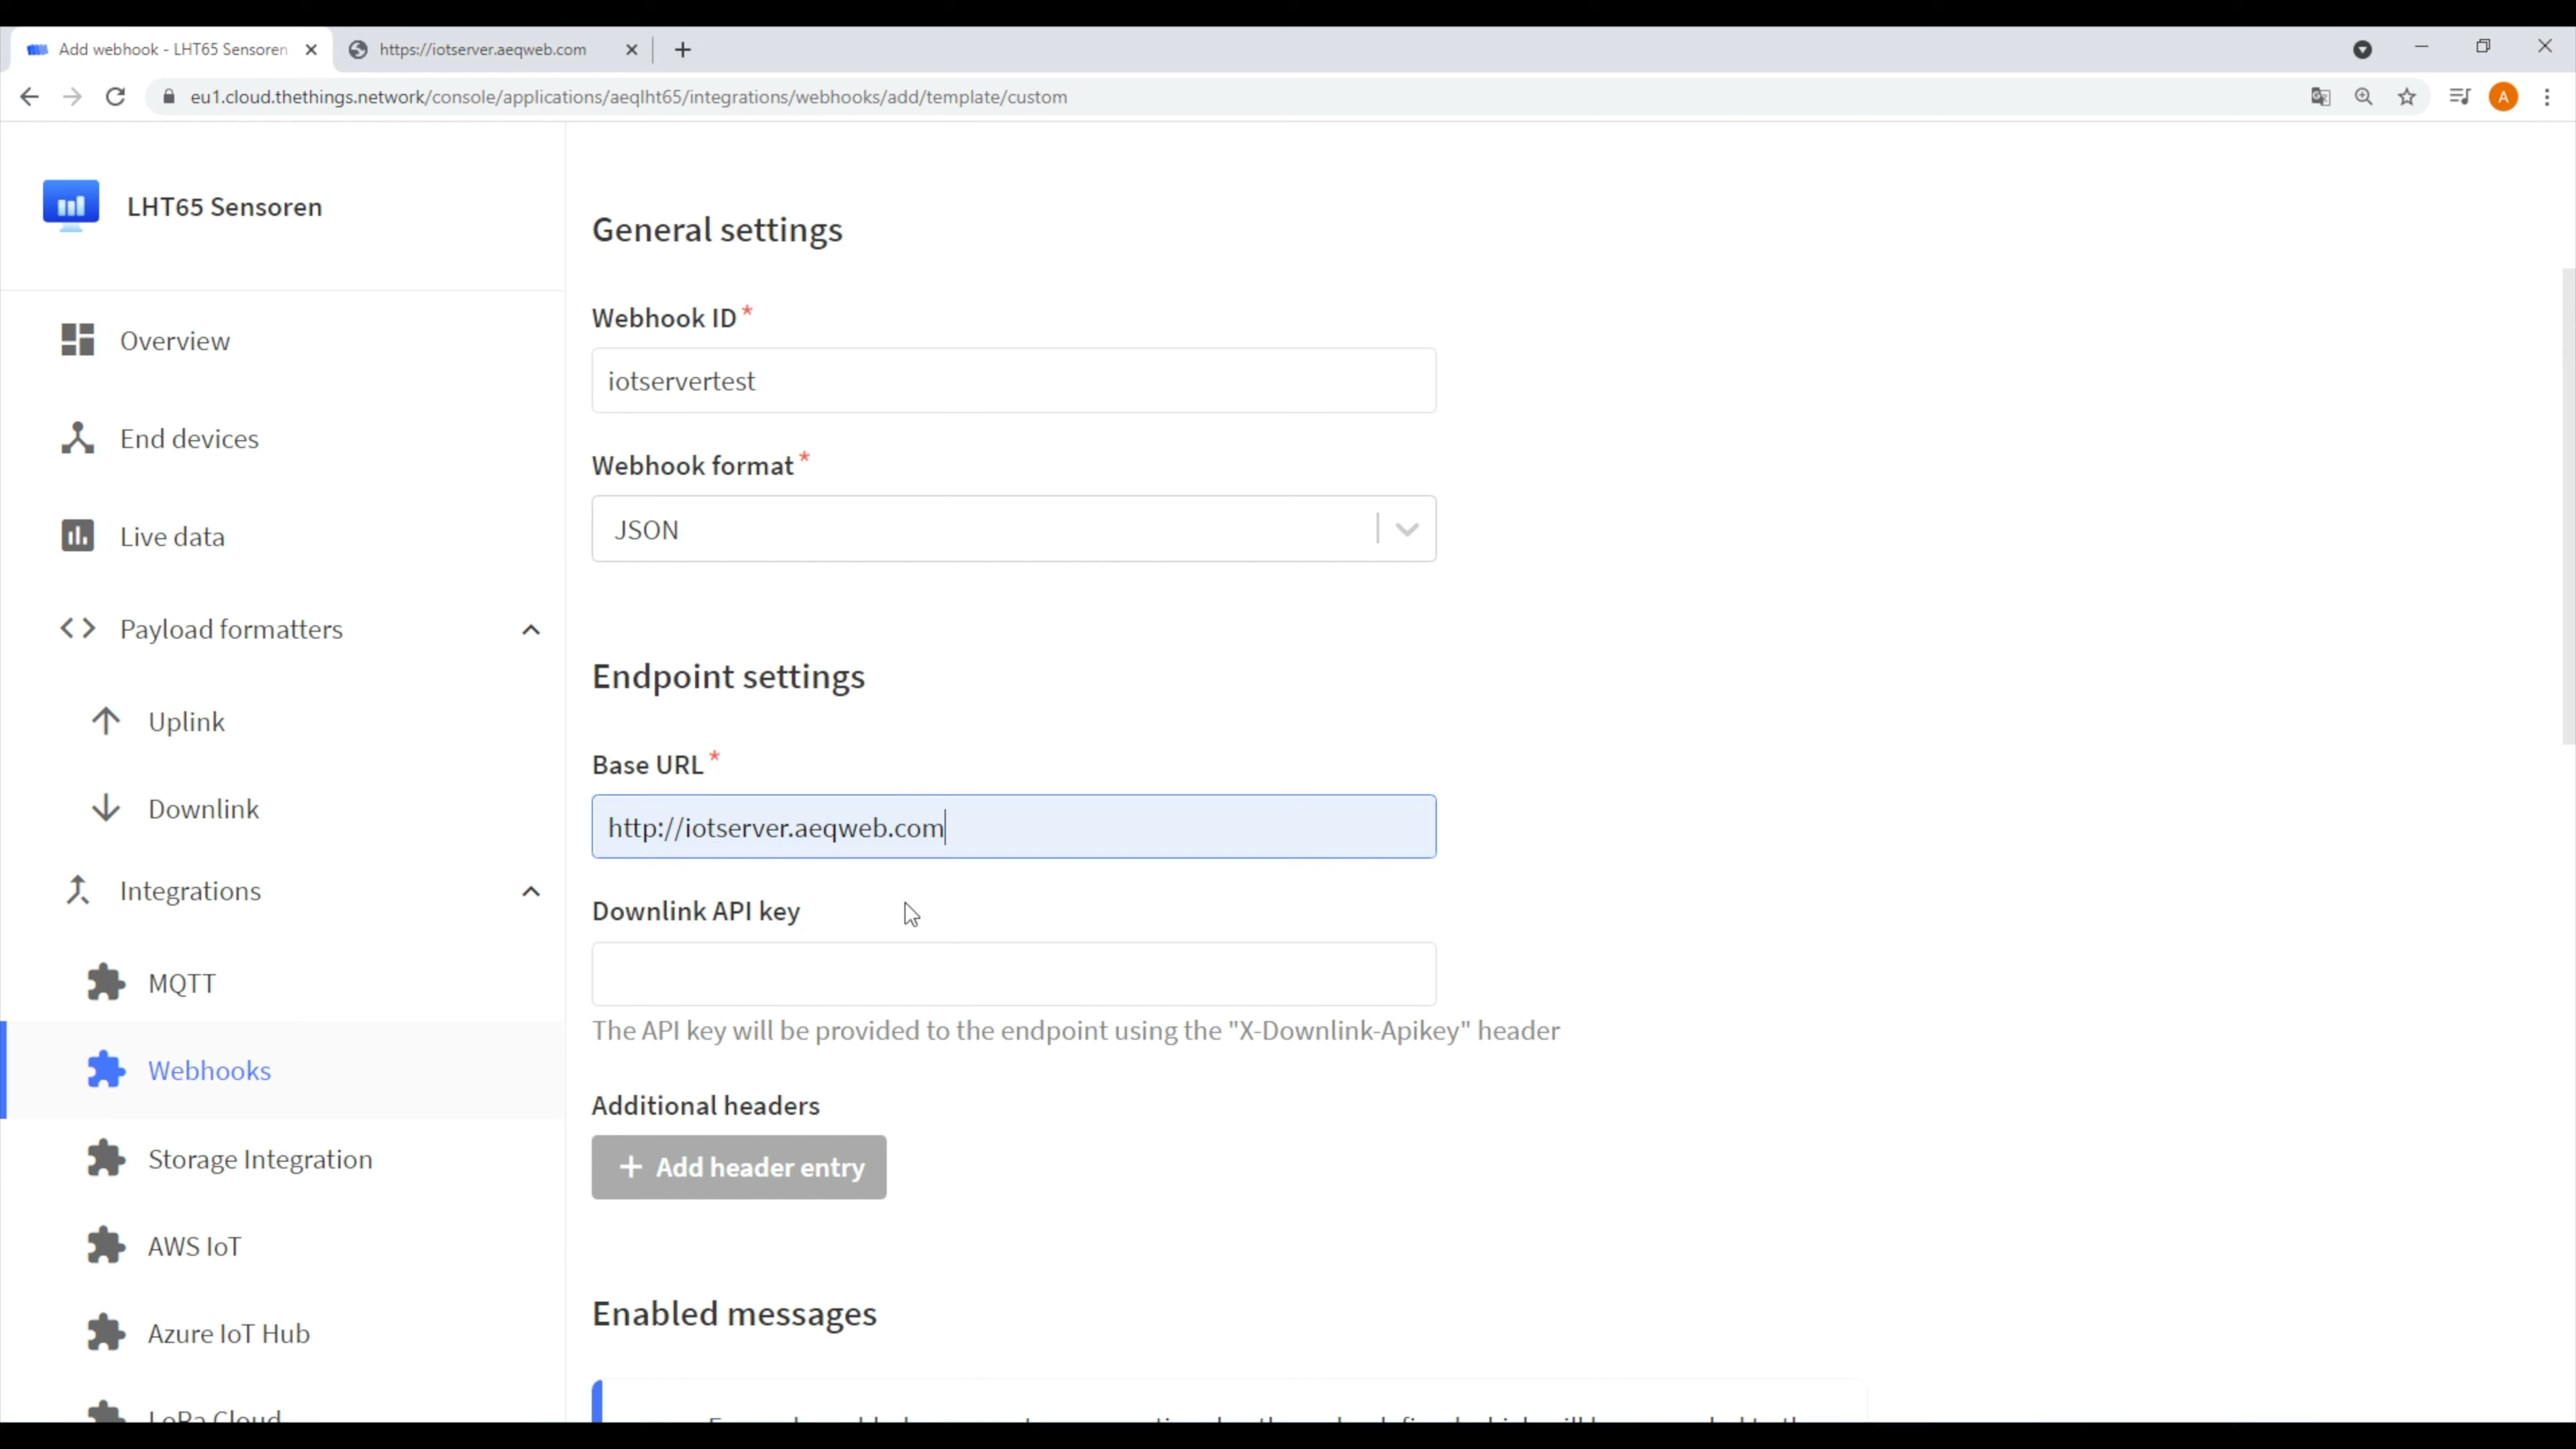 Add webhook - LHT65 Sensoren
https://iotserver.aeqweb.com
eu1.cloud.thethings.network/console/applications/aeqlht65/integrations/webhooks/add/template/custom
A
LHT65 Sensoren
Overview
End devices
Live data
Payload formatters
Uplink
Downlink
Integrations
MQTT
Webhooks
Storage Integration
AWS IoT
Azure IoT Hub
LoRa Cloud
General settings
Webhook ID*
iotservertest
Webhook format*
JSON
Endpoint settings
Base URL*
http://iotserver.aeqweb.com
Downlink API key
The API key will be provided to the endpoint using the "X-Downlink-Apikey" header
Additional headers
+ Add header entry
Enabled messages